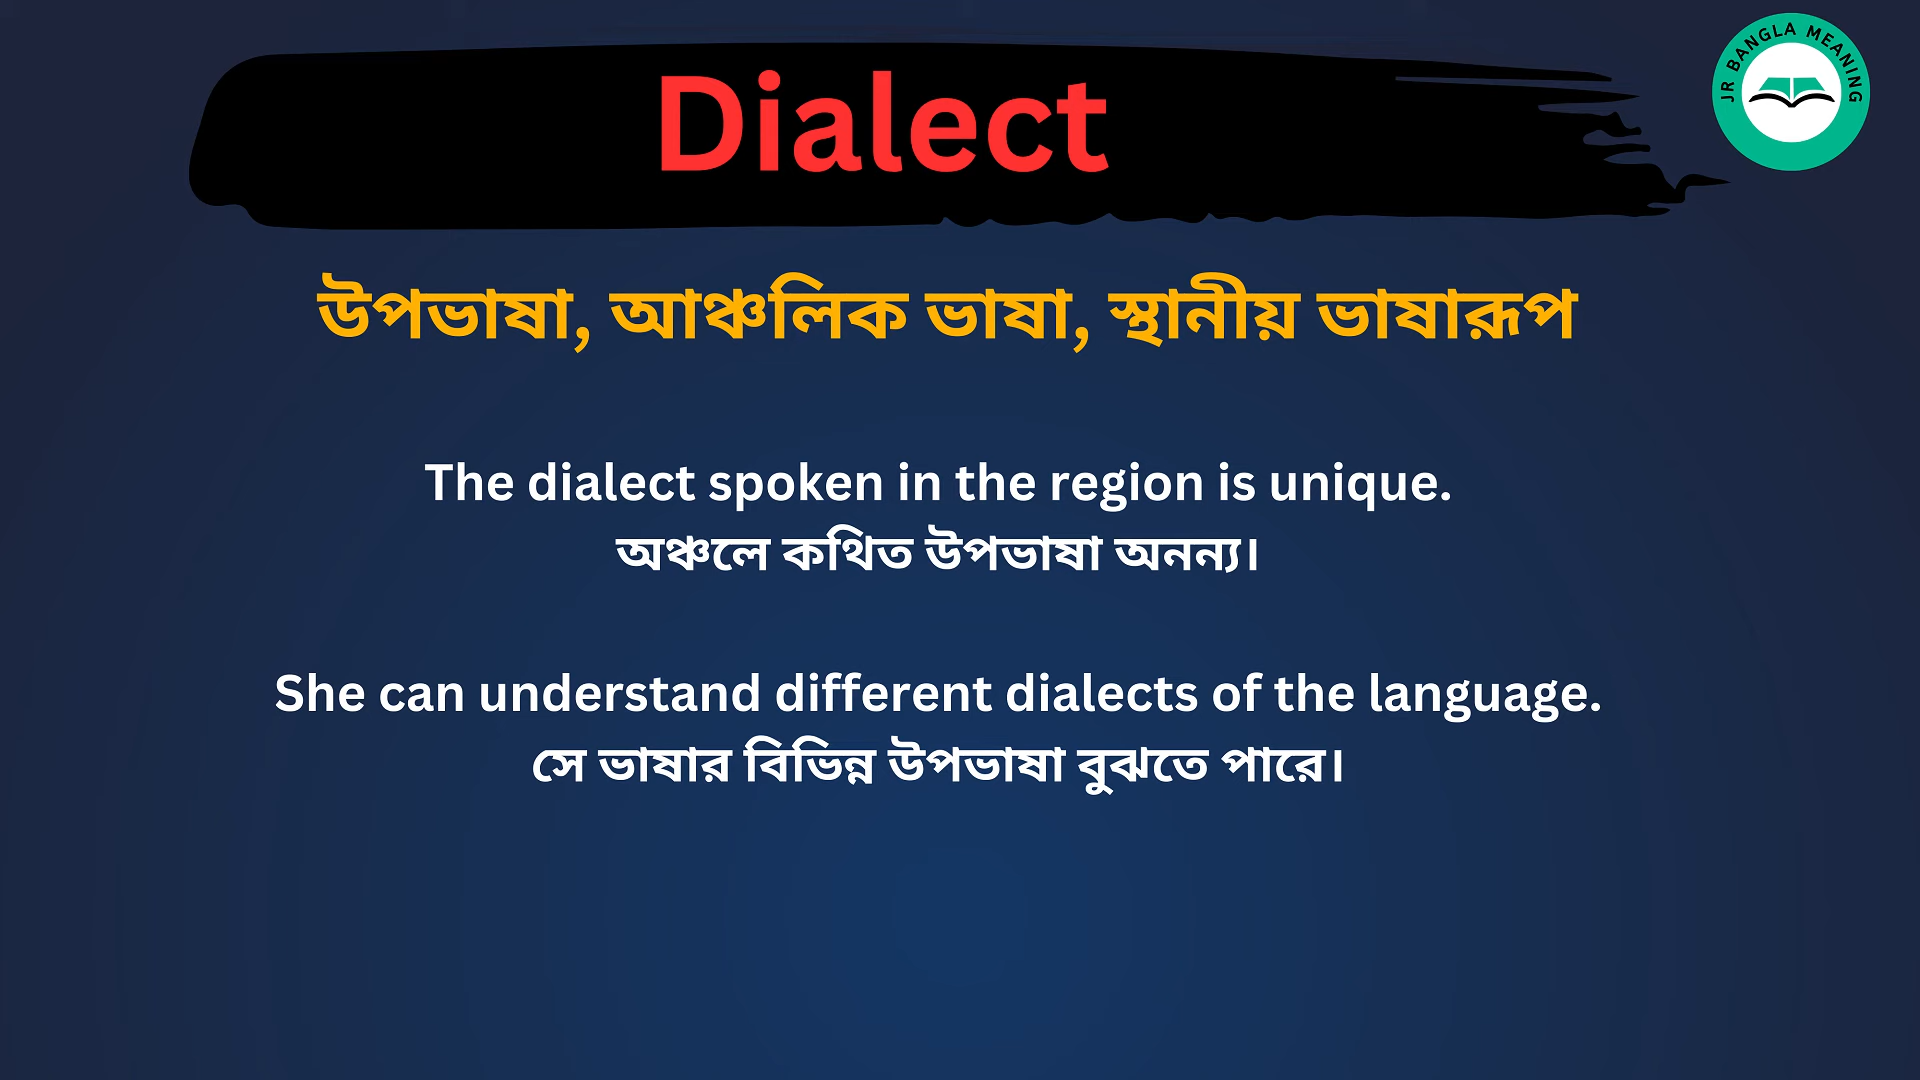 Dialect
JR BANGLA MEANING
উপভাষা, আঞ্চলিক ভাষা, স্থানীয় ভাষারূপ
The dialect spoken in the region is unique.
অঞ্চলে কথিত উপভাষা অনন্য।
She can understand different dialects of the language.
সে ভাষার বিভিন্ন উপভাষা বুঝতে পারে।